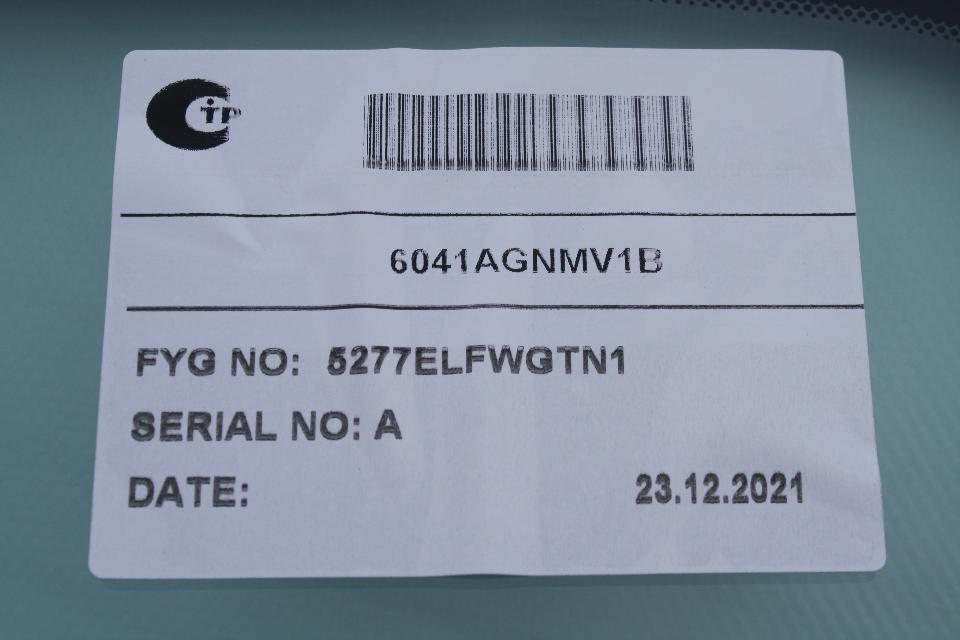 6041AGNMV1B
FYG NO: 5277ELFWGTN1
SERIAL NO: A
DATE: 23.12.2021